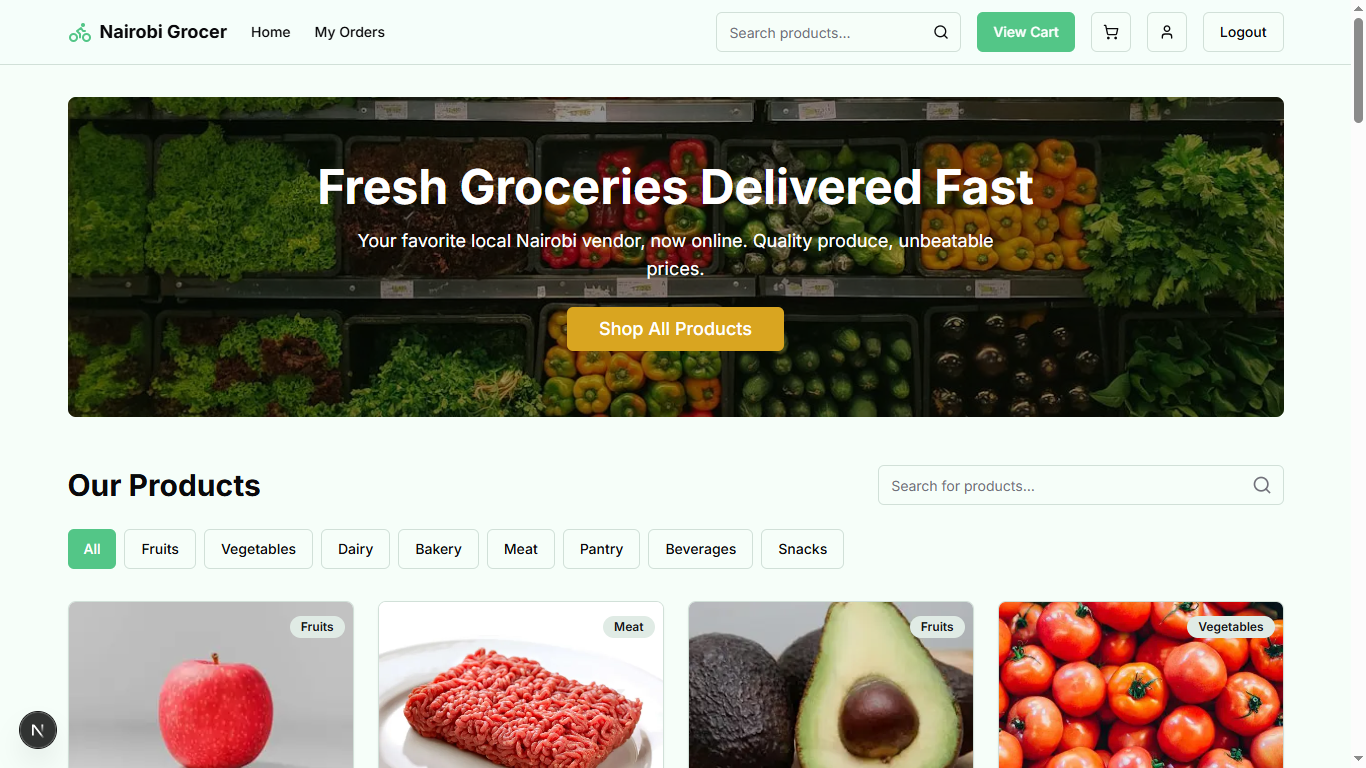 Nairobi Grocer
Home
My Orders
Search products...
View Cart
Logout
Fresh Groceries Delivered Fast
Your favorite local Nairobi vendor, now online. Quality produce, unbeatable
prices.
Shop All Products
Our Products
Search for products...
All
Fruits
Vegetables
Dairy
Bakery
Meat
Pantry
Beverages
Snacks
Fruits
Meat
Fruits
Vegetables
N